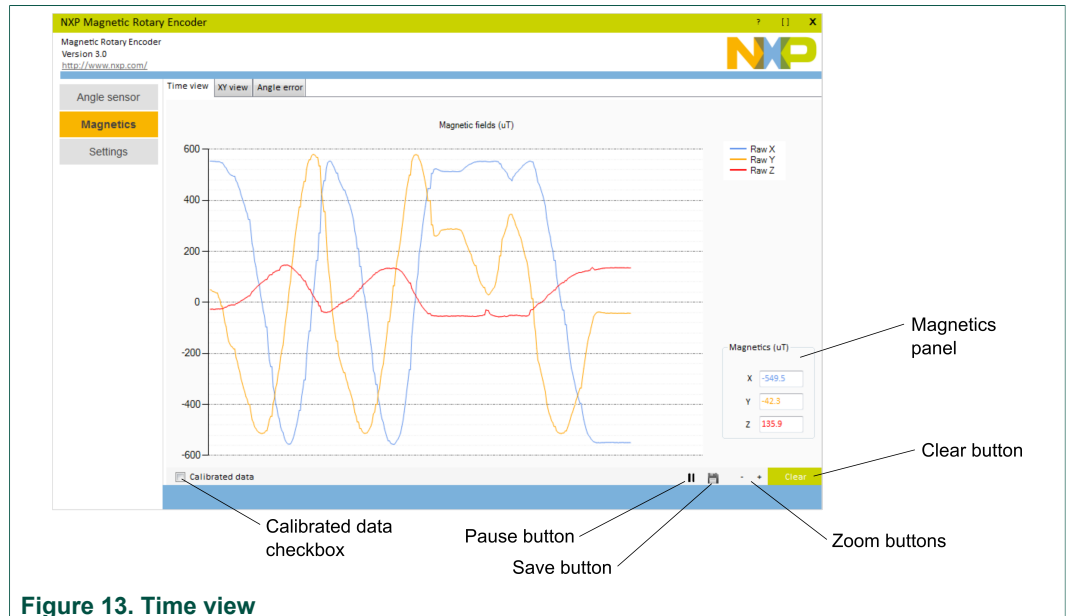 NXP Magnetic Rotary Encoder
? [ ] X
Magnetic Rotary Encoder
Version 3.0
http://www.nxp.com/
NXP
Time view XY view Angle error
Angle sensor
Magnetics
Settings
Magnetic fields (uT)
600
400
200
0
-200
-400
-600
Raw X
Raw Y
Raw Z
Magnetics (uT)
X -549.5
Y -42.3
Z 135.9
Magnetics
panel
Calibrated data
- + Clear
Clear button
Calibrated data
checkbox
Pause button
Save button
Zoom buttons
Figure 13. Time view